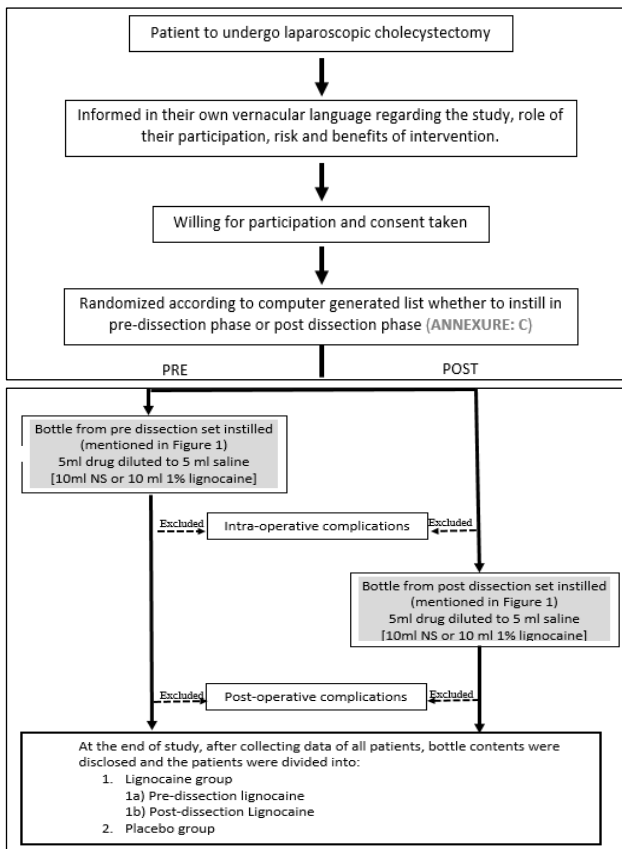 Patient to undergo laparoscopic cholecystectomy
Informed in their own vernacular language regarding the study, role of
their participation, risk and benefits of intervention.
Willing for participation and consent taken
Randomized according to computer generated list whether to instill in
pre-dissection phase or post dissection phase (ANNEXURE: C)
PRE
POST
Bottle from pre dissection set instilled
(mentioned in Figure 1)
5ml drug diluted to 5 ml saline
[10ml NS or 10 ml 1% lignocaine]
Excluded
Intra-operative complications
Excluded
Bottle from post dissection set instilled
(mentioned in Figure 1)
5ml drug diluted to 5 ml saline
[10ml NS or 10 ml 1% lignocaine]
Excluded
Post-operative complications
Excluded
At the end of study, after collecting data of all patients, bottle contents were
disclosed and the patients were divided into:
1. Lignocaine group
1a) Pre-dissection lignocaine
1b) Post-dissection Lignocaine
2. Placebo group